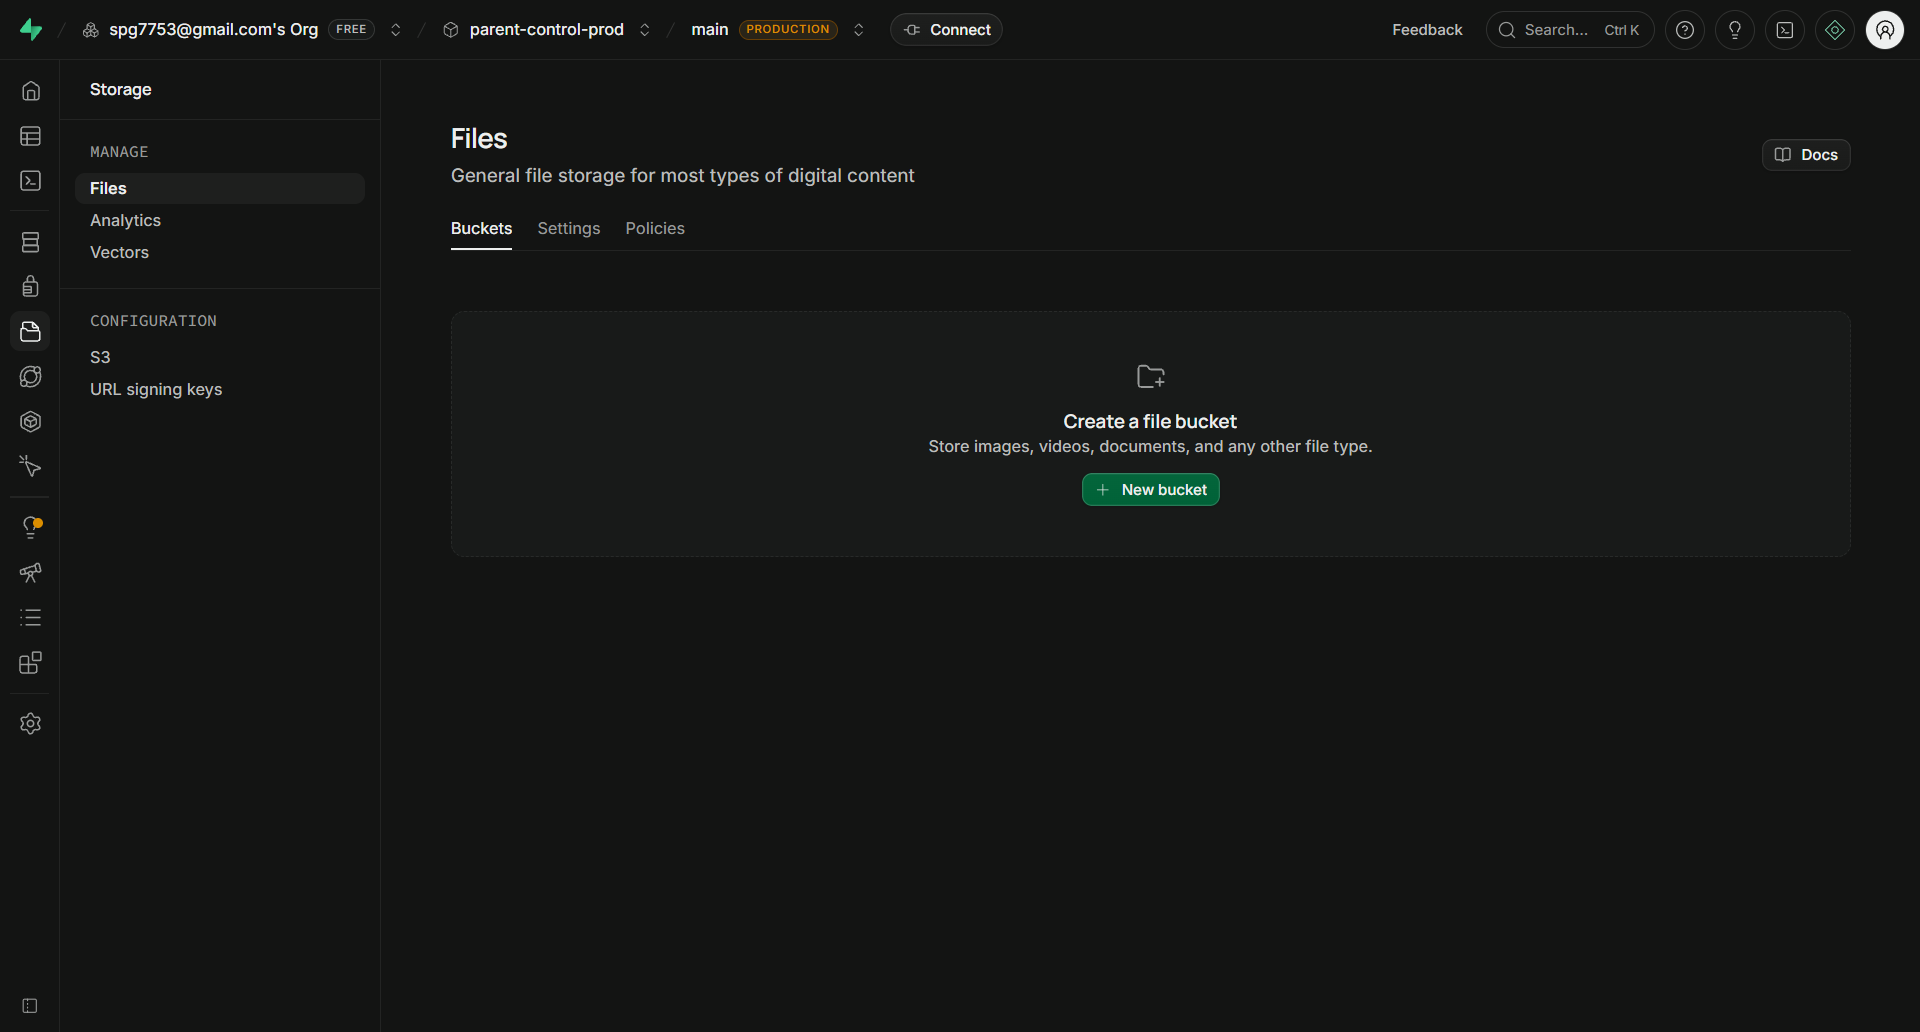 spg7753@gmail.com's Org FREE parent-control-prod main PRODUCTION Connect Feedback Search... Ctrl K
Storage
MANAGE
Files
Analytics
Vectors
CONFIGURATION
S3
URL signing keys
Files
General file storage for most types of digital content
Docs
Buckets Settings Policies
Create a file bucket
Store images, videos, documents, and any other file type.
New bucket